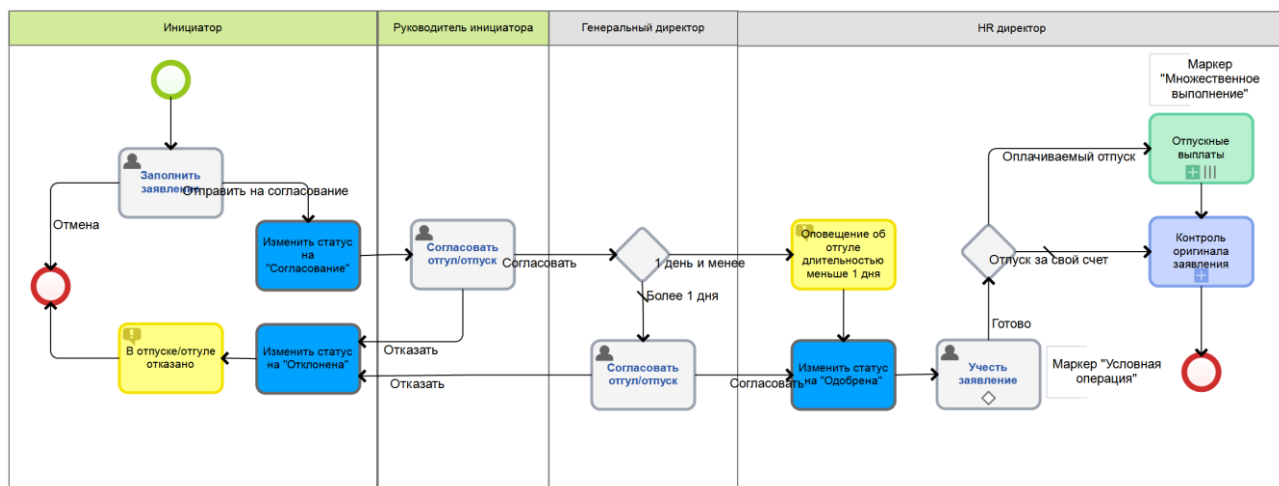 Инициатор
Руководитель инициатора
Генеральный директор
HR директор
Маркер
"Множественное
выполнение"
Заполнить
заявление
Отправить на согласование
Отмена
Изменить статус
на
"Согласование"
Согласовать
отгул/отпуск
Согласовать
1 день и менее
Более 1 дня
Оповещение об
отгуле
длительностью
меньше 1 дня
Оплачиваемый отпуск
Отпускные
выплаты
Отпуск за свой счет
Контроль
оригинала
заявления
Готово
В отпуске/отгуле
отказано
Изменить статус
на "Отклонена"
Отказать
Отказать
Согласовать
отгул/отпуск
Согласовать
Изменить статус
на "Одобрена"
Учесть
заявление
Маркер "Условная
операция"